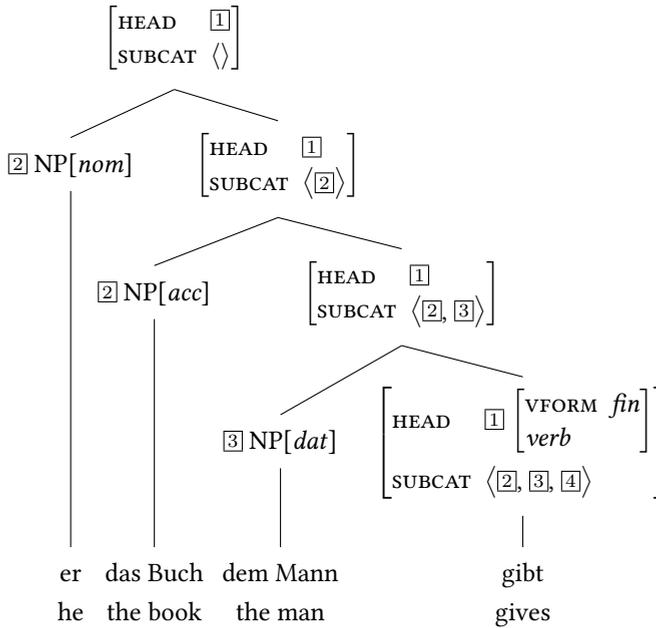 HEAD 1
SUBCAT ⟨⟩
2 NP[nom]
HEAD 1
SUBCAT ⟨2⟩
2 NP[acc]
HEAD 1
SUBCAT ⟨2, 3⟩
3 NP[dat]
HEAD 1 [VFORM fin
verb]
SUBCAT ⟨2, 3, 4⟩
er das Buch dem Mann gibt
he the book the man gives